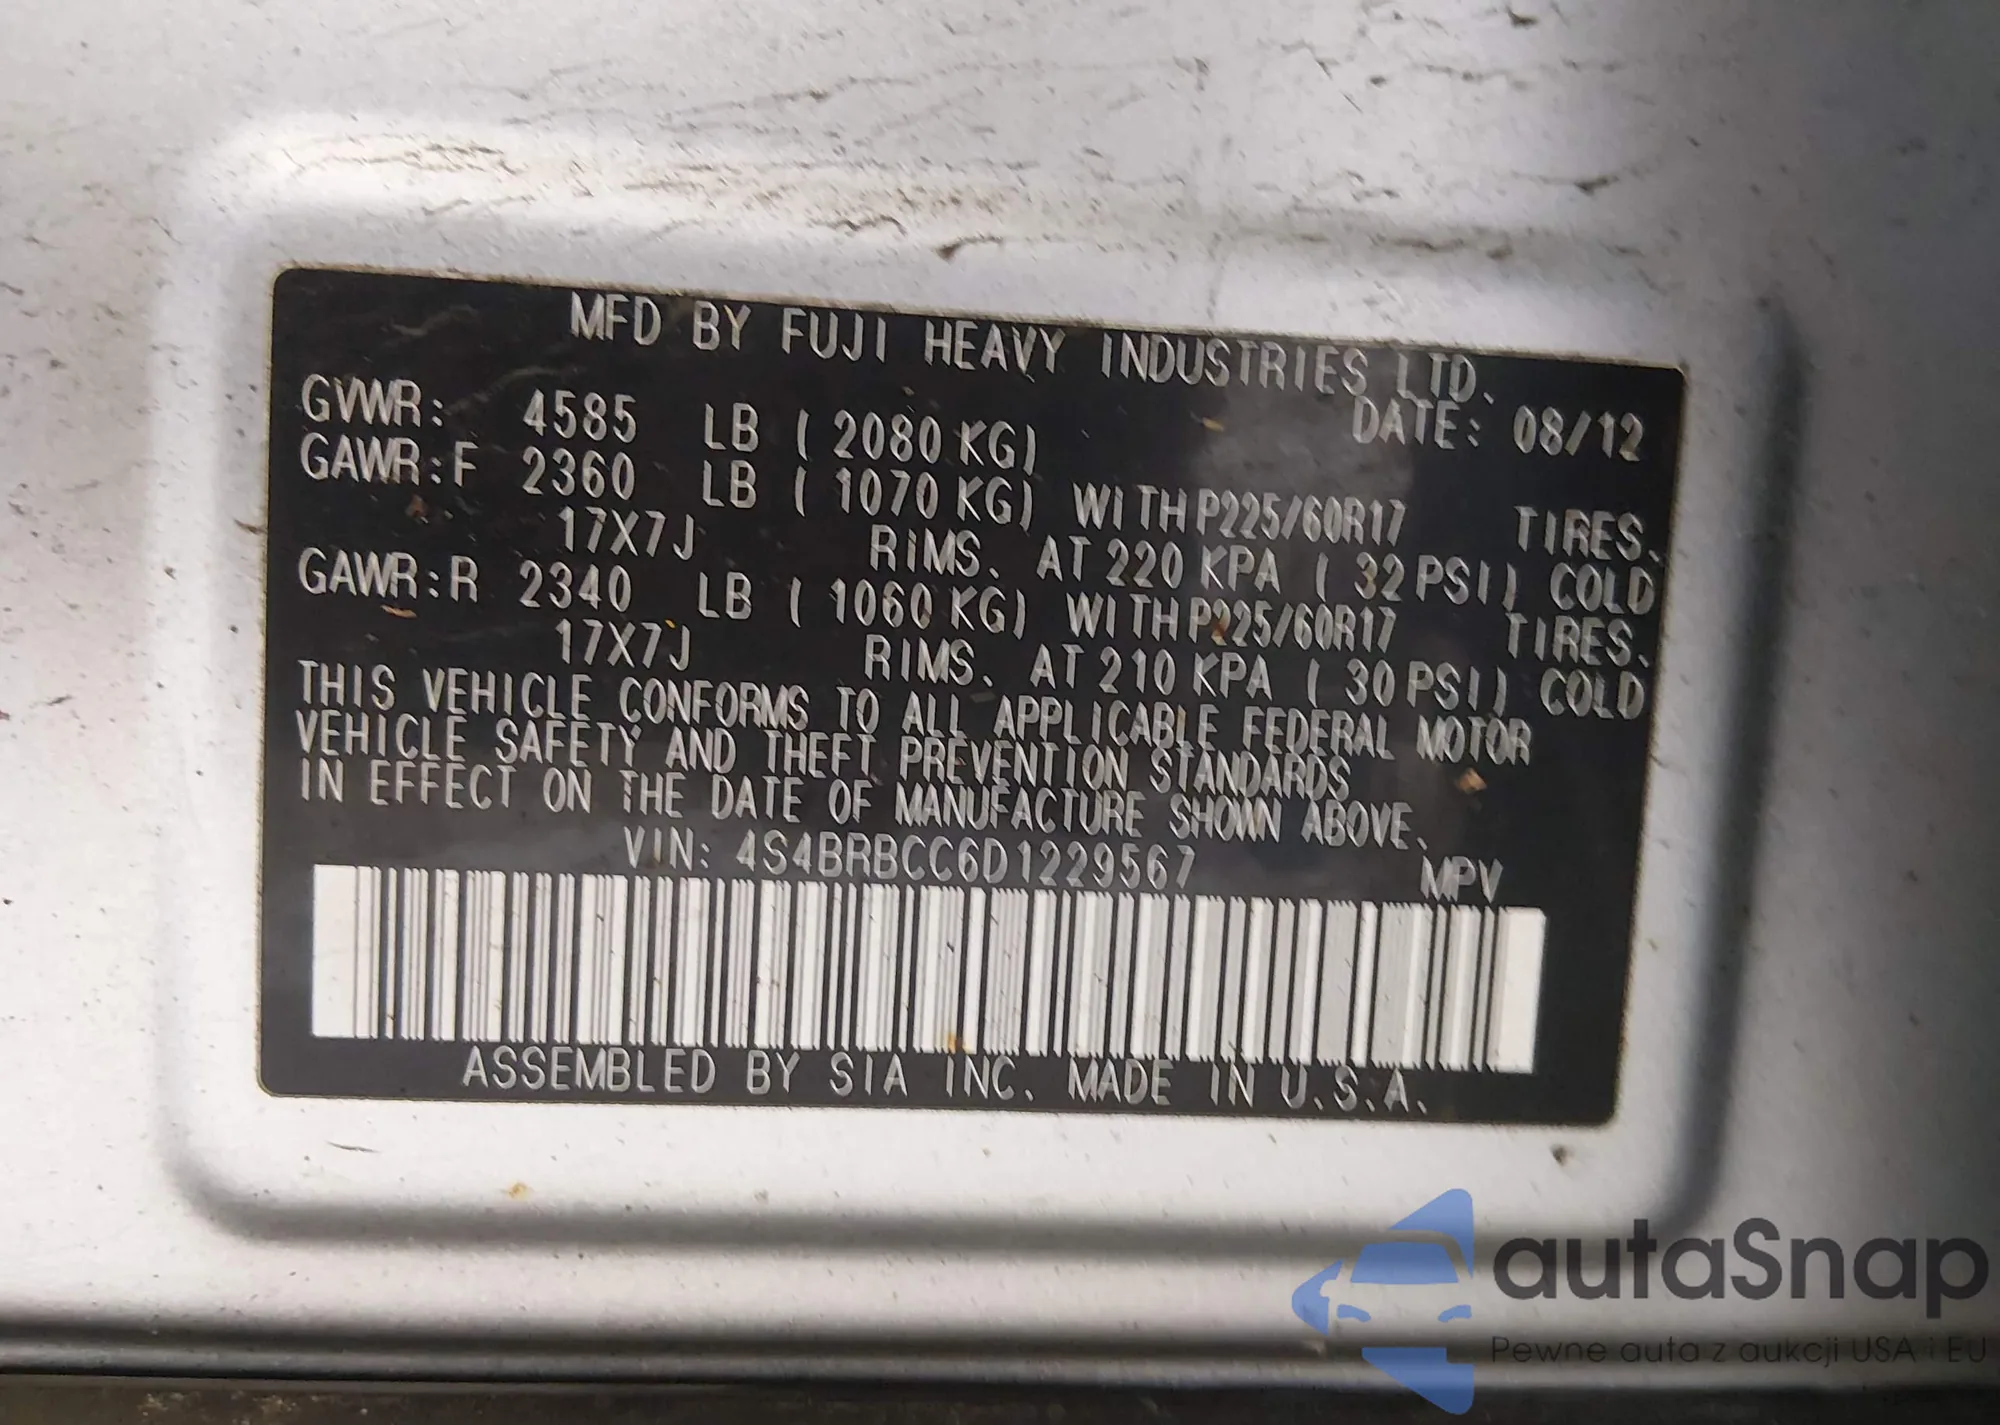 MFD BY FUJI HEAVY INDUSTRIES LTD.
DATE: 08/12
GVWR: 4585 LB ( 2080 KG)
GAWR:F 2360 LB ( 1070 KG) WITH P225/60R17 TIRES.
17X7J RIMS. AT 220 KPA ( 32 PSI) COLD
GAWR:R 2340 LB ( 1060 KG) WITH P225/60R17 TIRES.
17X7J RIMS. AT 210 KPA ( 30 PSI) COLD
THIS VEHICLE CONFORMS TO ALL APPLICABLE FEDERAL MOTOR
VEHICLE SAFETY AND THEFT PREVENTION STANDARDS
IN EFFECT ON THE DATE OF MANUFACTURE SHOWN ABOVE.
VIN: 4S4BRBCC6D1229567 MPV
ASSEMBLED BY SIA INC. MADE IN U.S.A.
autaSnap
Pewne auta z aukcji USA i EU